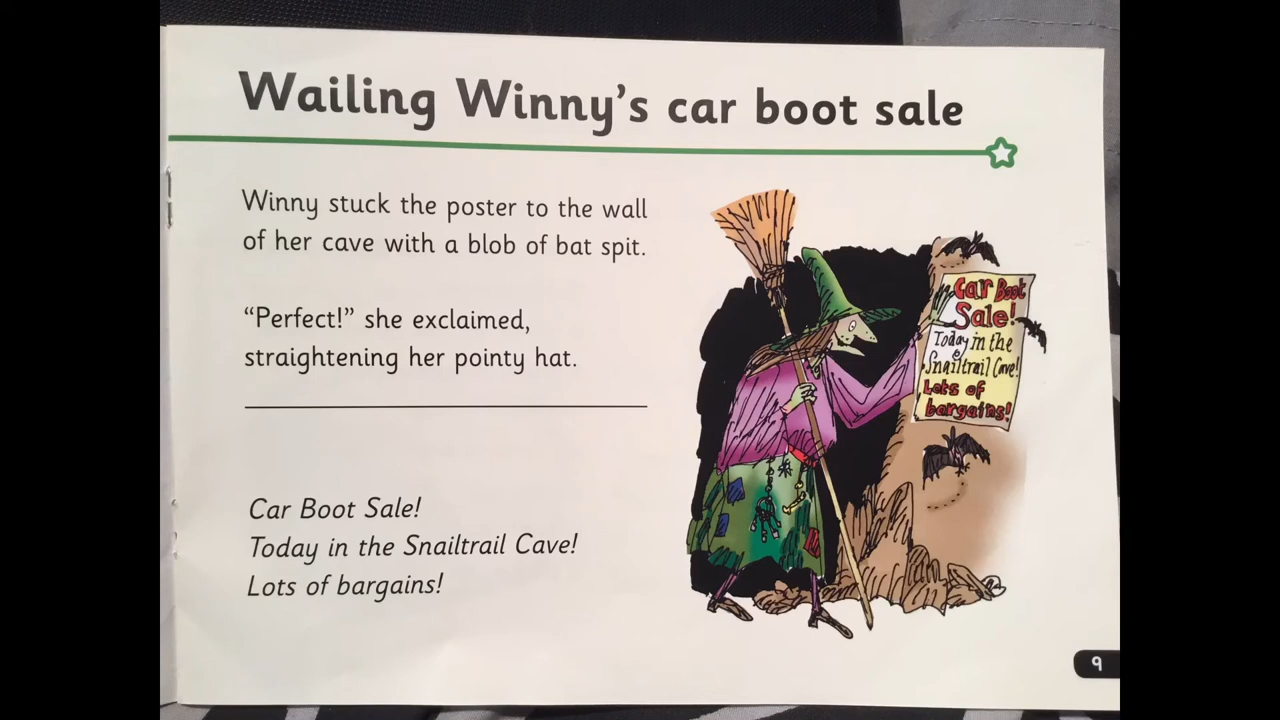 Wailing Winny's car boot sale
Winny stuck the poster to the wall
of her cave with a blob of bat spit.
“Perfect!” she exclaimed,
straightening her pointy hat.
Car Boot Sale!
Today in the Snailtrail Cave!
Lots of bargains!
Car Boot
Sale!
Today in the
Snailtrail Cave!
Lots of
bargains!
9